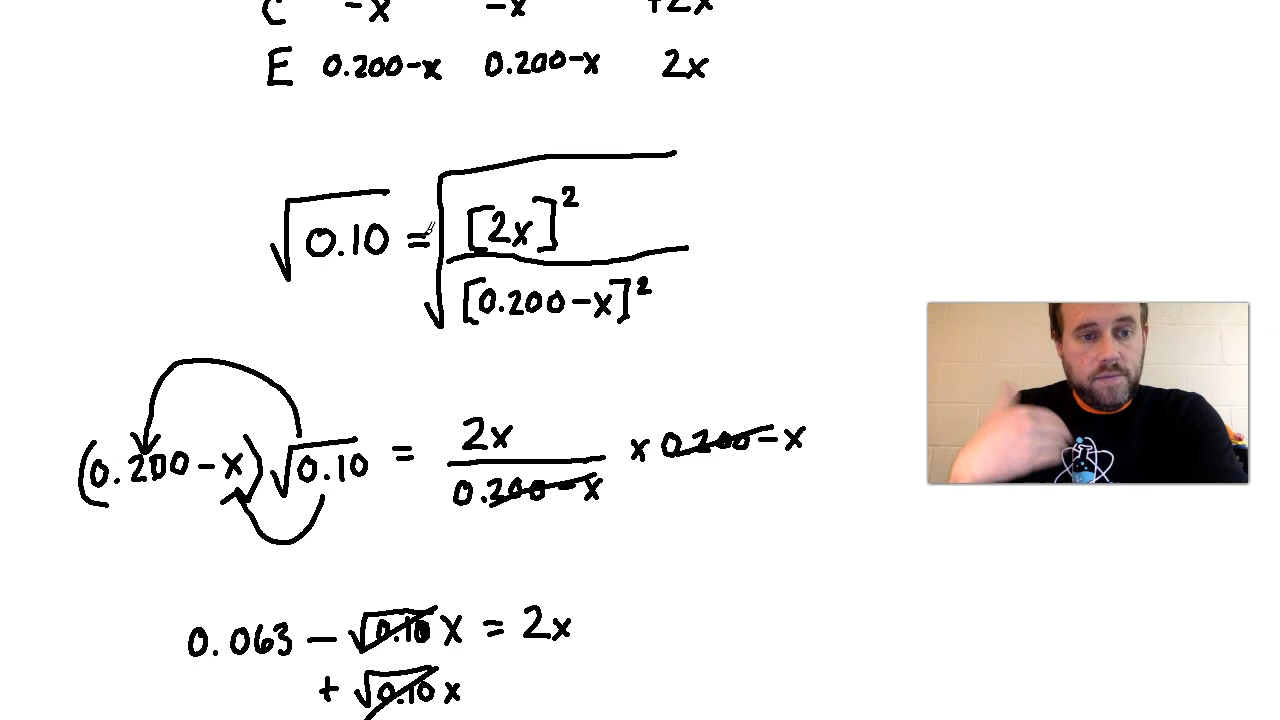 C -x -x +2x
E 0.200-x 0.200-x 2x
√0.10 = √[2x]²
[0.200-x]²
(0.200-x)√0.10 = 2x x 0.200-x
0.200-x
0.063 - √0.10 x = 2x
+ √0.10 x